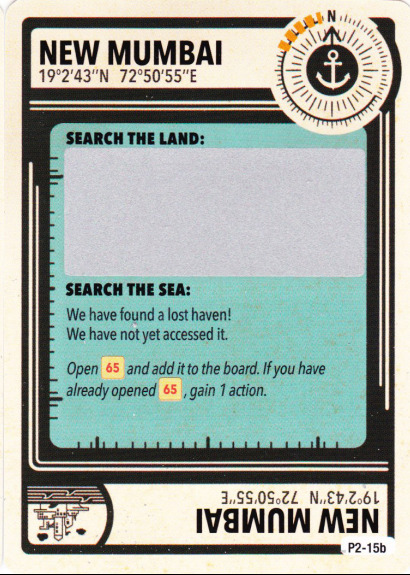 N
NEW MUMBAI
19°2'43"N 72°50'55"E
SEARCH THE LAND:
SEARCH THE SEA:
We have found a lost haven!
We have not yet accessed it.
Open 65 and add it to the board. If you have
already opened 65, gain 1 action.
19°2'43"N 72°50'55"E
NEW MUMBAI
P2-15b